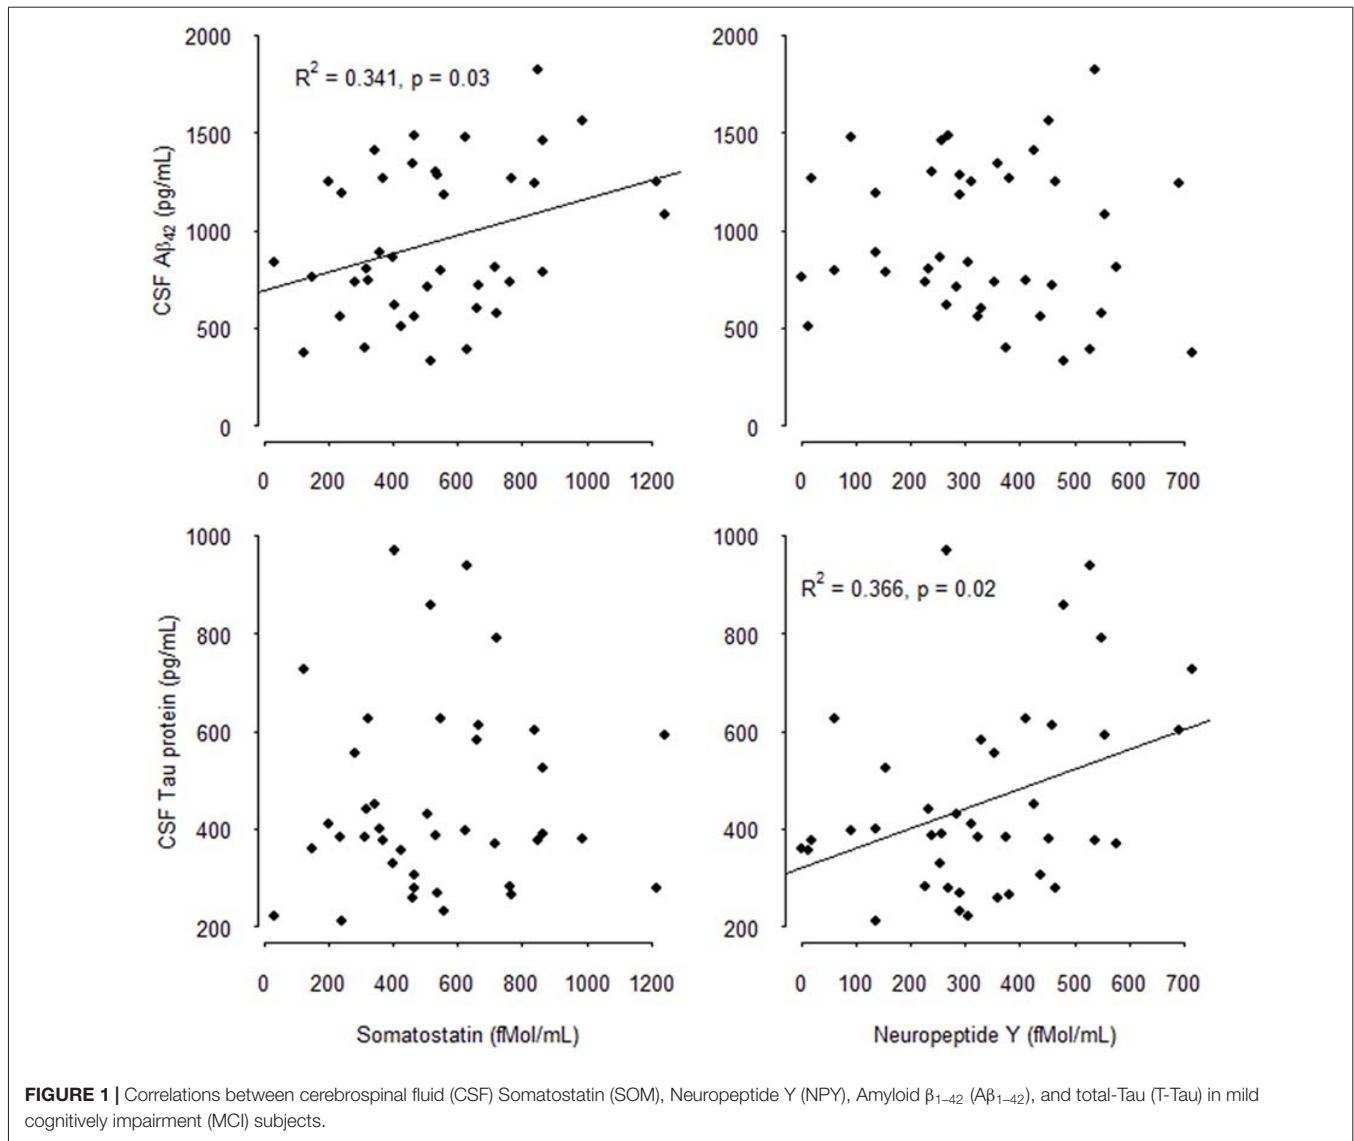 2000
1500
1000
500
0
CSF Aβ42 (pg/mL)
R2 = 0.341, p = 0.03
0 200 400 600 800 1000 1200
2000
1500
1000
500
0
0 100 200 300 400 500 600 700
1000
800
600
400
200
CSF Tau protein (pg/mL)
0 200 400 600 800 1000 1200
Somatostatin (fMol/mL)
1000
800
600
400
200
R2 = 0.366, p = 0.02
0 100 200 300 400 500 600 700
Neuropeptide Y (fMol/mL)
FIGURE 1 | Correlations between cerebrospinal fluid (CSF) Somatostatin (SOM), Neuropeptide Y (NPY), Amyloid β1–42 (Aβ1–42), and total-Tau (T-Tau) in mild
cognitively impairment (MCI) subjects.